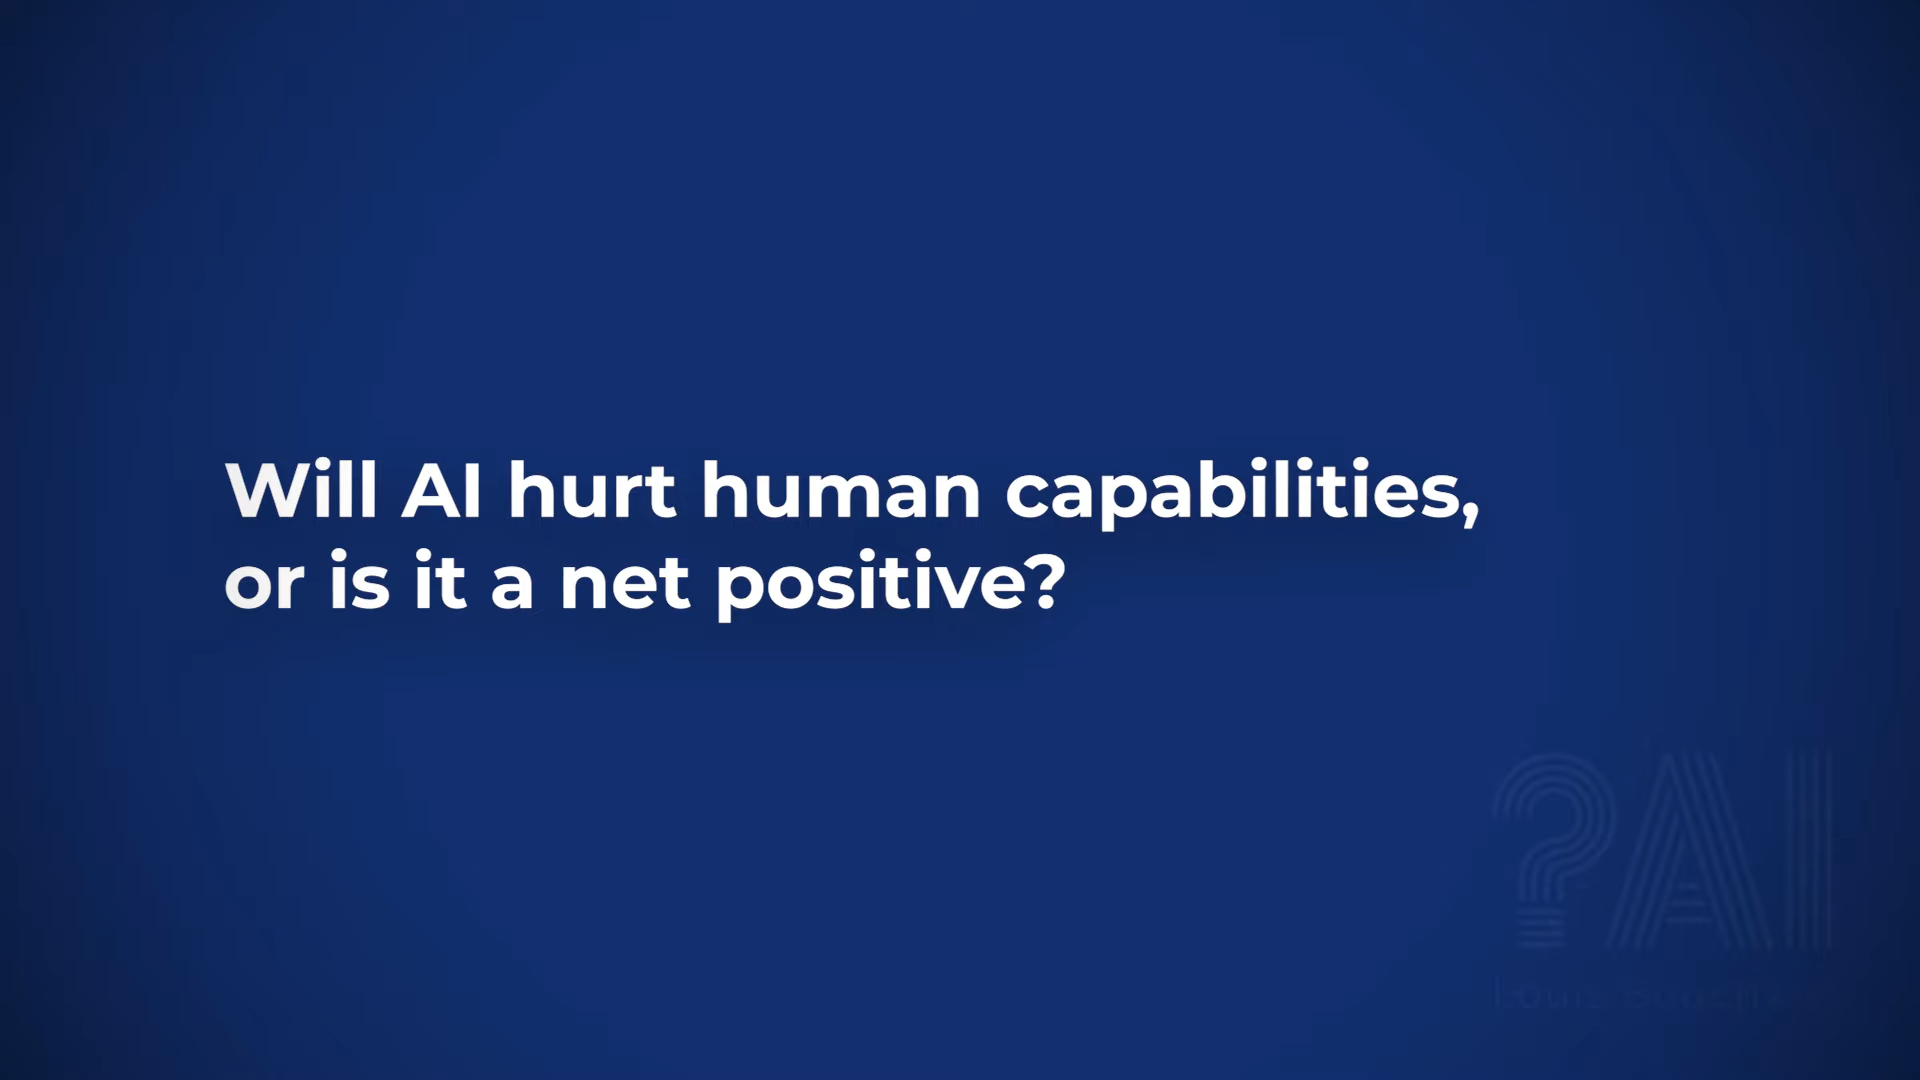 Will AI hurt human capabilities,
or is it a net positive?
?AI